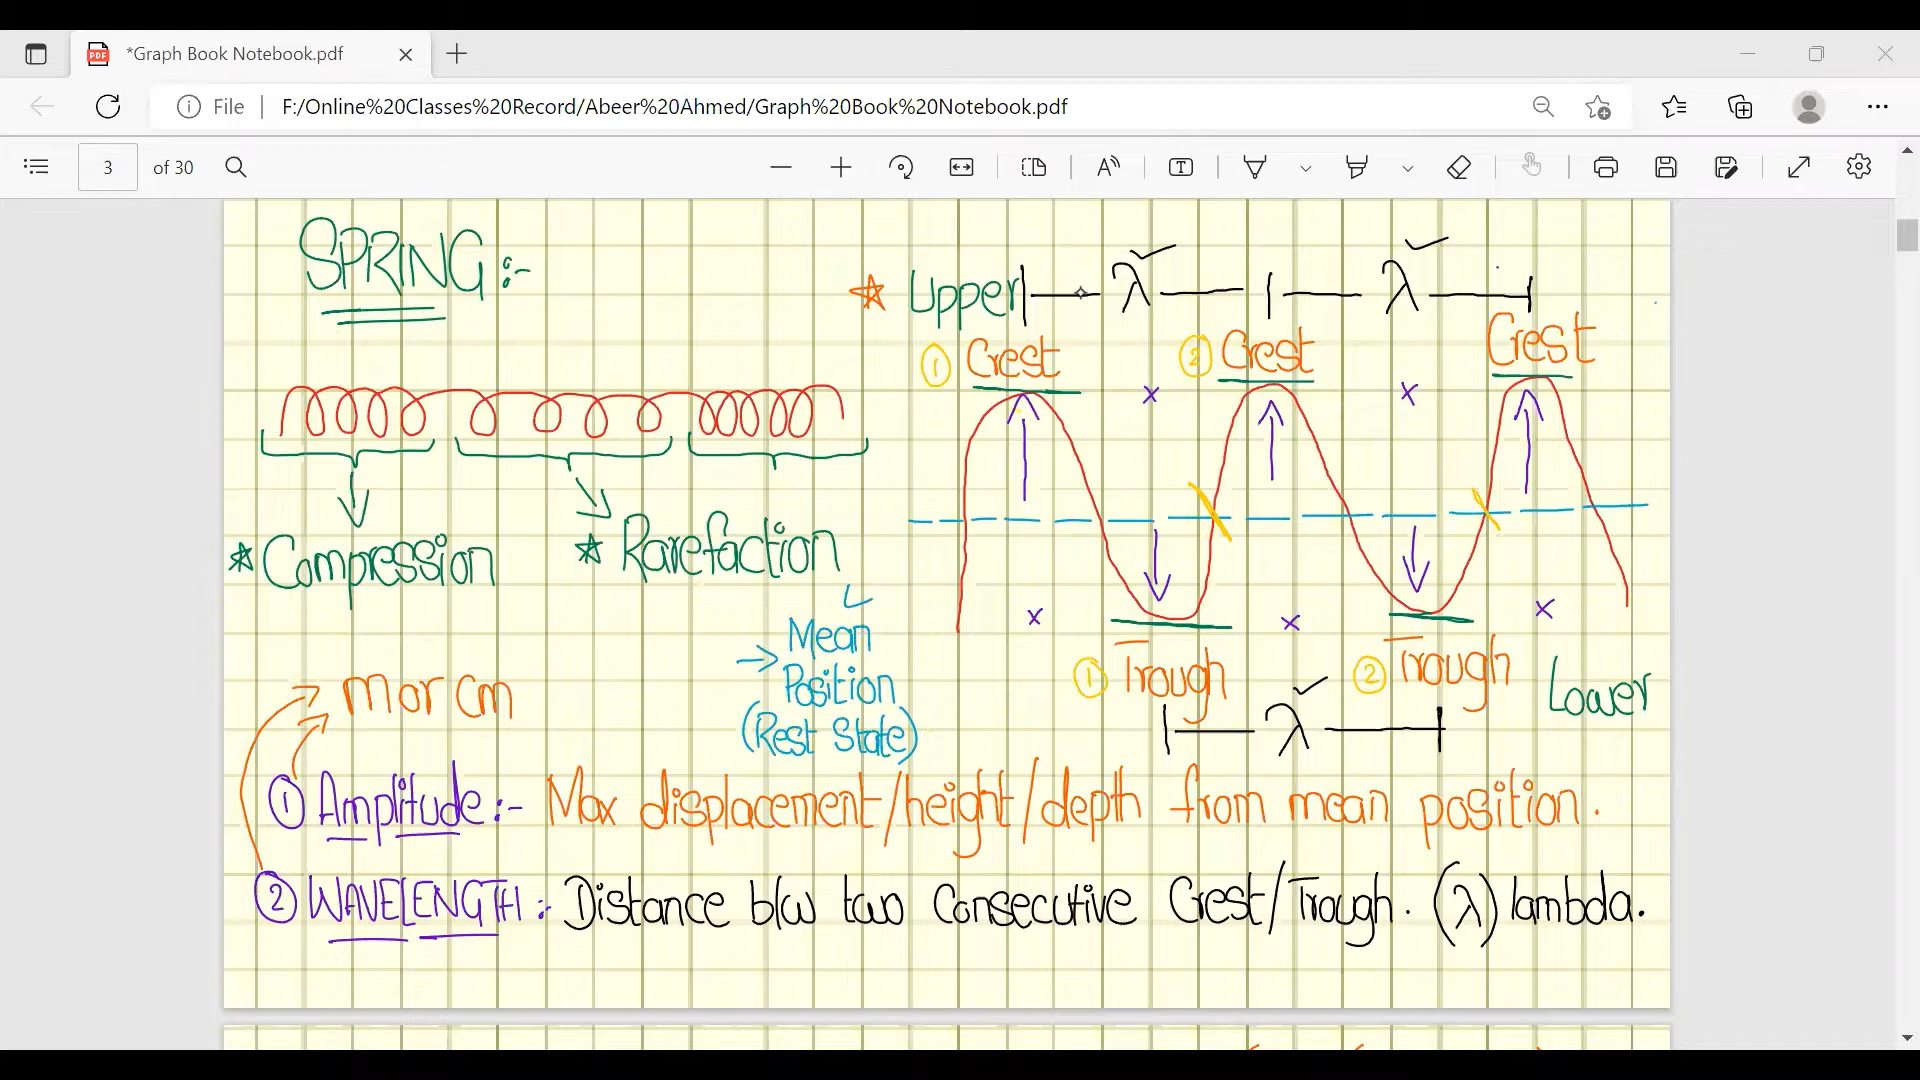 *Graph Book Notebook.pdf
File
F:/Online%20Classes%20Record/Abeer%20Ahmed/Graph%20Book%20Notebook.pdf
3 of 30
SPRING:-
Upper λ λ
① Crest ② Crest Crest
x x
Compression Rarefaction
x x x
Mean
Position
(Rest State)
① Trough ② Trough Lower
λ
M or Cm
① Amplitude:- Max displacement/height/depth from mean position.
② WAVELENGTH:- Distance b/w two Consecutive Crest/Trough. (λ) lambda.